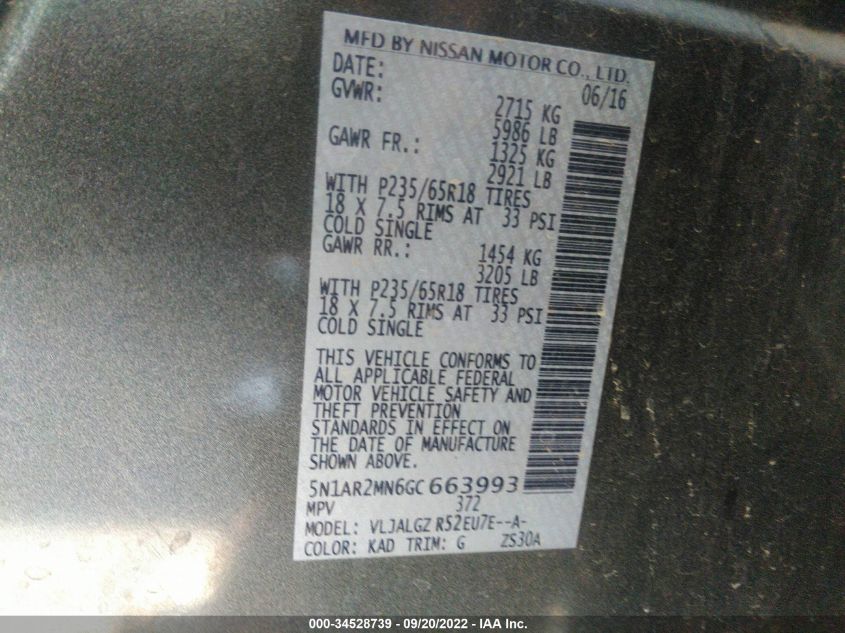 MFD BY NISSAN MOTOR CO., LTD.
DATE: 06/16
GVWR: 2715 KG
5986 LB
GAWR FR.: 1325 KG
2921 LB
WITH P235/65R18 TIRES
18 X 7.5 RIMS AT 33 PSI
COLD SINGLE
GAWR RR.: 1454 KG
3205 LB
WITH P235/65R18 TIRES
18 X 7.5 RIMS AT 33 PSI
COLD SINGLE
THIS VEHICLE CONFORMS TO
ALL APPLICABLE FEDERAL
MOTOR VEHICLE SAFETY AND
THEFT PREVENTION
STANDARDS IN EFFECT ON
THE DATE OF MANUFACTURE
SHOWN ABOVE.
5N1AR2MN6GC663993
MPV 372
MODEL: VLJALGZ R52EU7E--A-
COLOR: KAD TRIM: G ZS30A
000-34528739 - 09/20/2022 - IAA Inc.